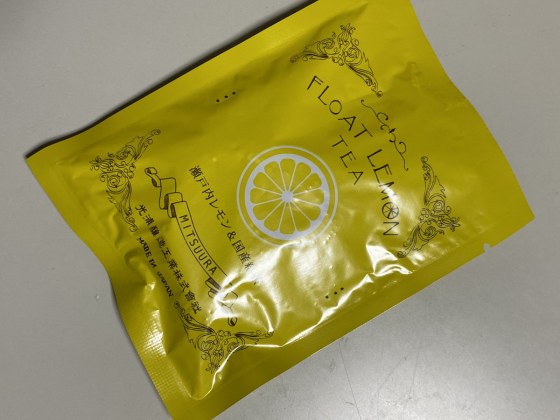 FLOAT LEMON
TEA
瀬戸内レモン&国産
MITSUURA
光浦醸造工業株式會社
MADE IN JAPAN